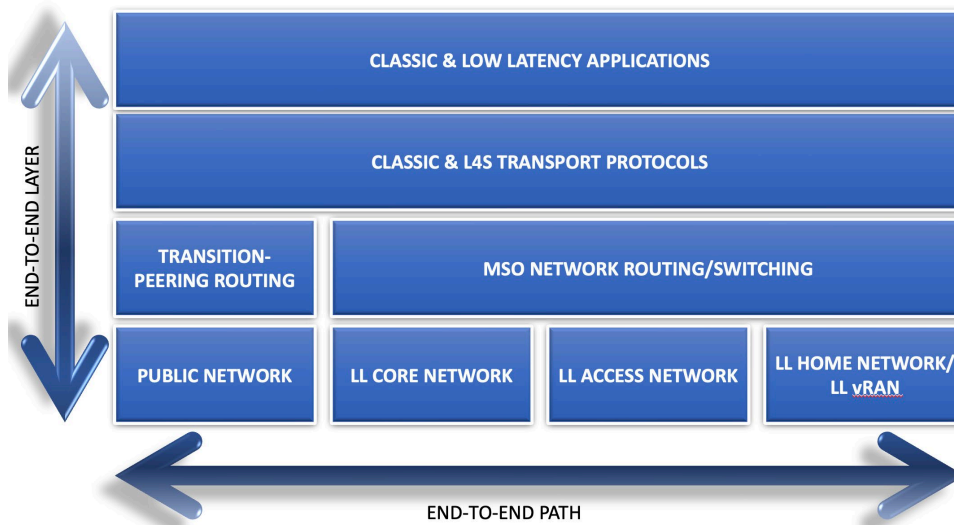 CLASSIC & LOW LATENCY APPLICATIONS
CLASSIC & L4S TRANSPORT PROTOCOLS
END-TO-END LAYER
TRANSITION-
PEERING ROUTING
MSO NETWORK ROUTING/SWITCHING
PUBLIC NETWORK
LL CORE NETWORK
LL ACCESS NETWORK
LL HOME NETWORK/
LL vRAN
END-TO-END PATH